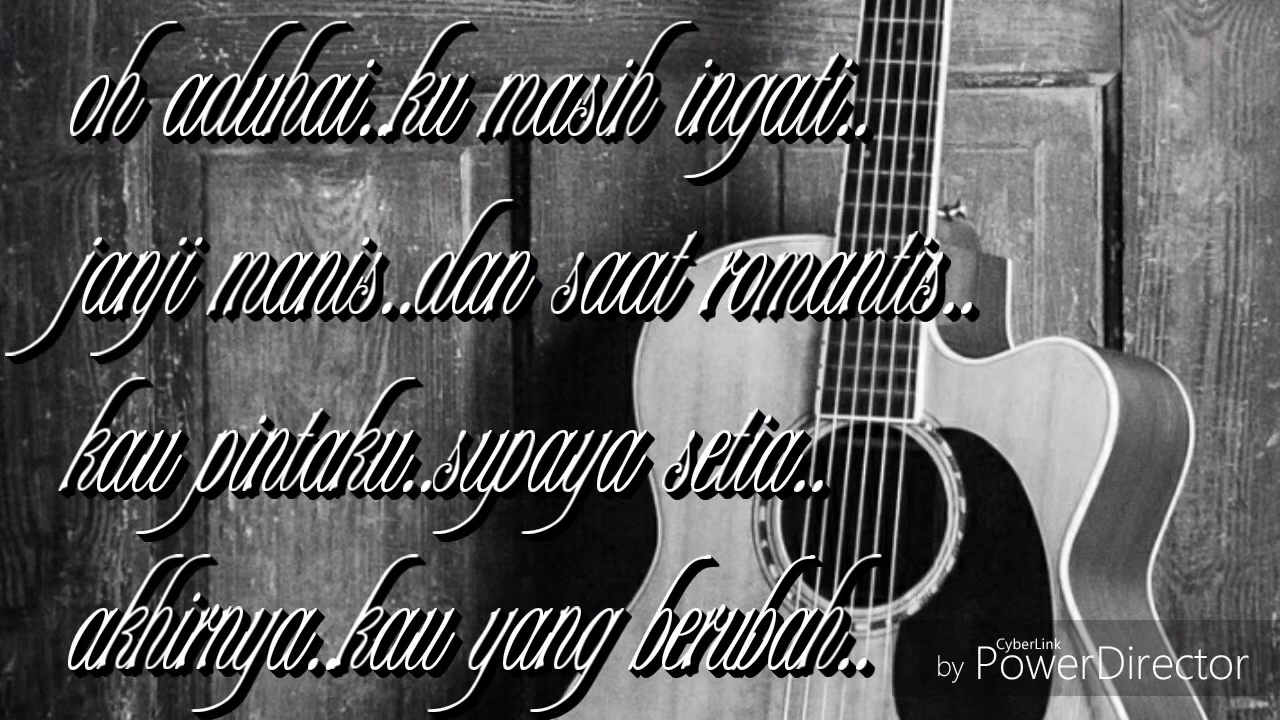 oh aduhai..ku masih ingati..
janji manis..dan saat romantis..
kau pintaku..supaya setia..
akhirnya..kau yang berubah..
CyberLink
by PowerDirector